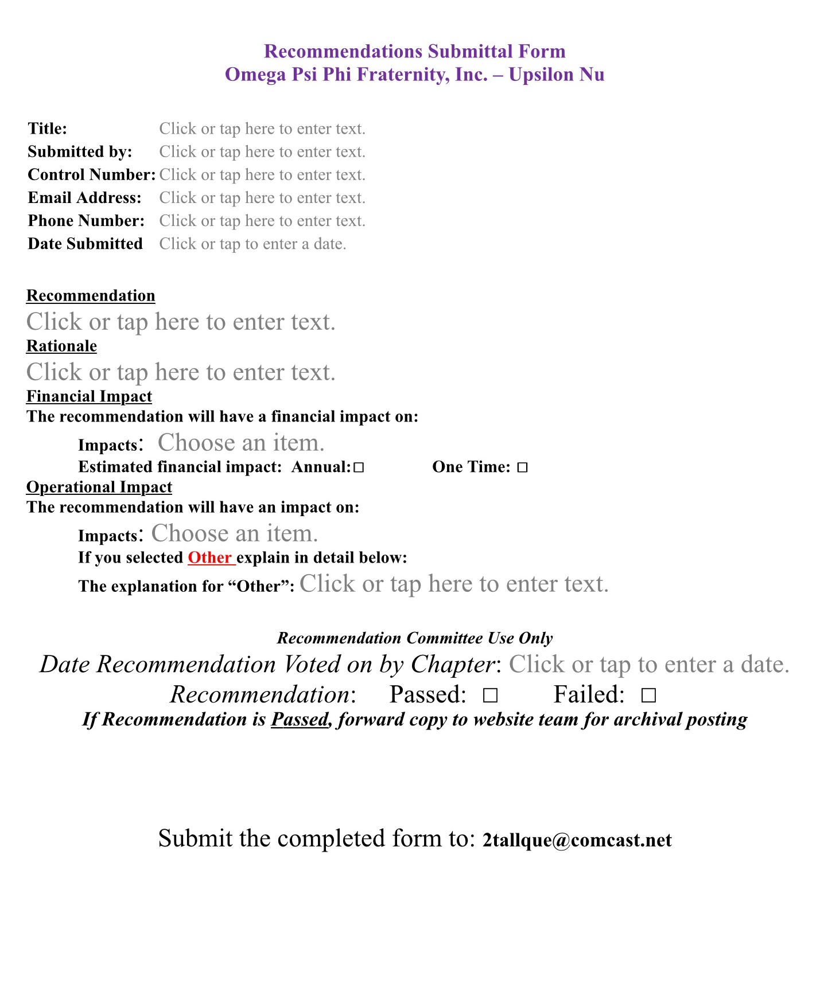 Recommendations Submittal Form
Omega Psi Phi Fraternity, Inc. – Upsilon Nu
Title: Click or tap here to enter text.
Submitted by: Click or tap here to enter text.
Control Number: Click or tap here to enter text.
Email Address: Click or tap here to enter text.
Phone Number: Click or tap here to enter text.
Date Submitted Click or tap to enter a date.
Recommendation
Click or tap here to enter text.
Rationale
Click or tap here to enter text.
Financial Impact
The recommendation will have a financial impact on:
Impacts: Choose an item.
Estimated financial impact: Annual:☐ One Time: ☐
Operational Impact
The recommendation will have an impact on:
Impacts: Choose an item.
If you selected Other explain in detail below:
The explanation for “Other”: Click or tap here to enter text.
Recommendation Committee Use Only
Date Recommendation Voted on by Chapter: Click or tap to enter a date.
Recommendation: Passed: ☐ Failed: ☐
If Recommendation is Passed, forward copy to website team for archival posting
Submit the completed form to: 2tallque@comcast.net